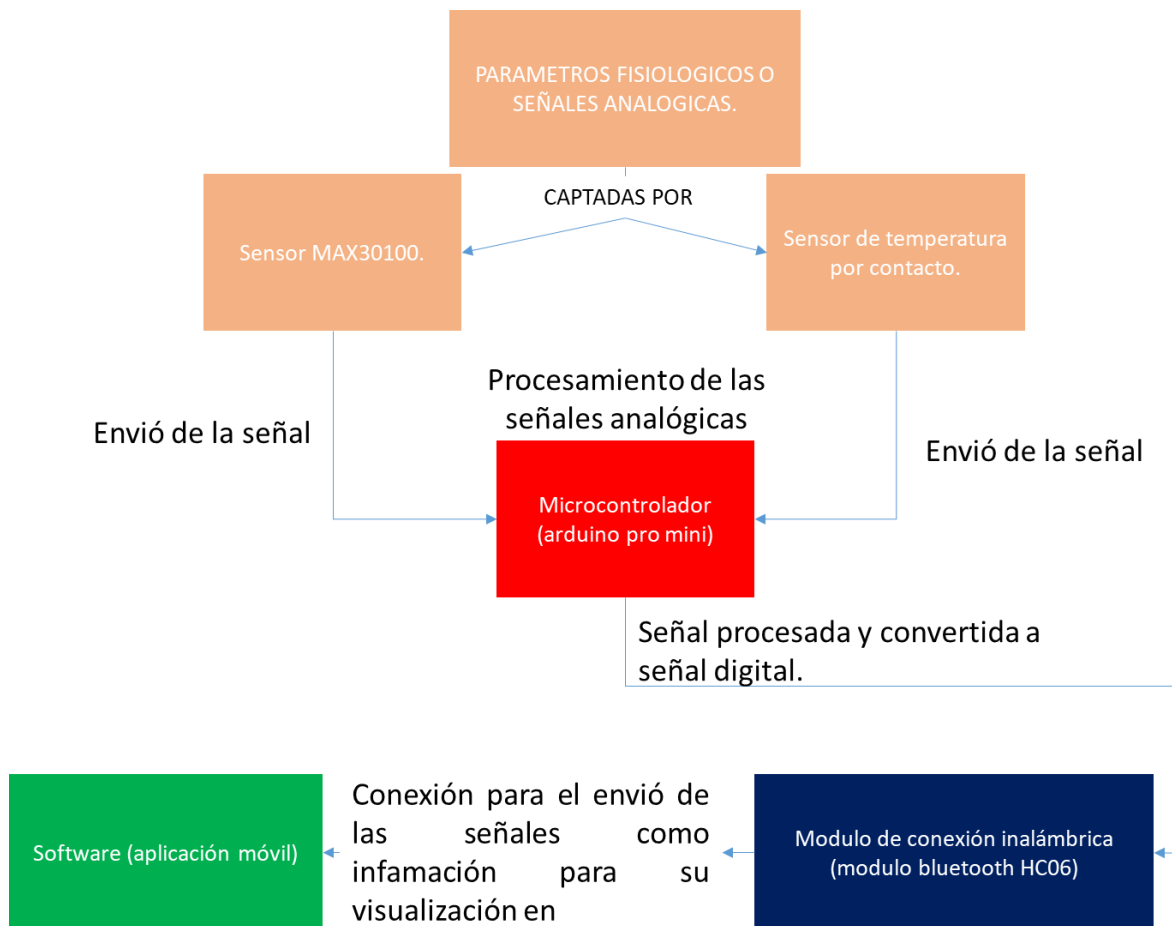 PARAMETROS FISIOLOGICOS O
SEÑALES ANALOGICAS.
CAPTADAS POR
Sensor MAX30100.
Sensor de temperatura
por contacto.
Procesamiento de las
señales analógicas
Envió de la señal
Envió de la señal
Microcontrolador
(arduino pro mini)
Señal procesada y convertida a
señal digital.
Software (aplicación móvil)
Conexión para el envió de
las señales como
infamación para su
visualización en
Modulo de conexión inalámbrica
(modulo bluetooth HC06)